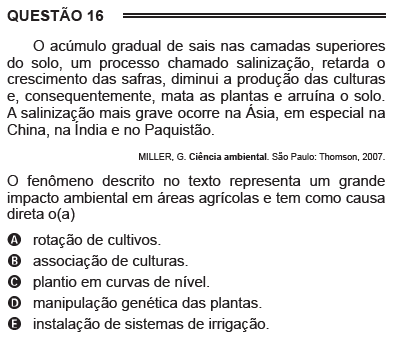 QUESTÃO 16
O acúmulo gradual de sais nas camadas superiores
do solo, um processo chamado salinização, retarda o
crescimento das safras, diminui a produção das culturas
e, consequentemente, mata as plantas e arruína o solo.
A salinização mais grave ocorre na Ásia, em especial na
China, na Índia e no Paquistão.
MILLER, G. Ciência ambiental. São Paulo: Thomson, 2007.
O fenômeno descrito no texto representa um grande
impacto ambiental em áreas agrícolas e tem como causa
direta o(a)
A rotação de cultivos.
B associação de culturas.
C plantio em curvas de nível.
D manipulação genética das plantas.
E instalação de sistemas de irrigação.